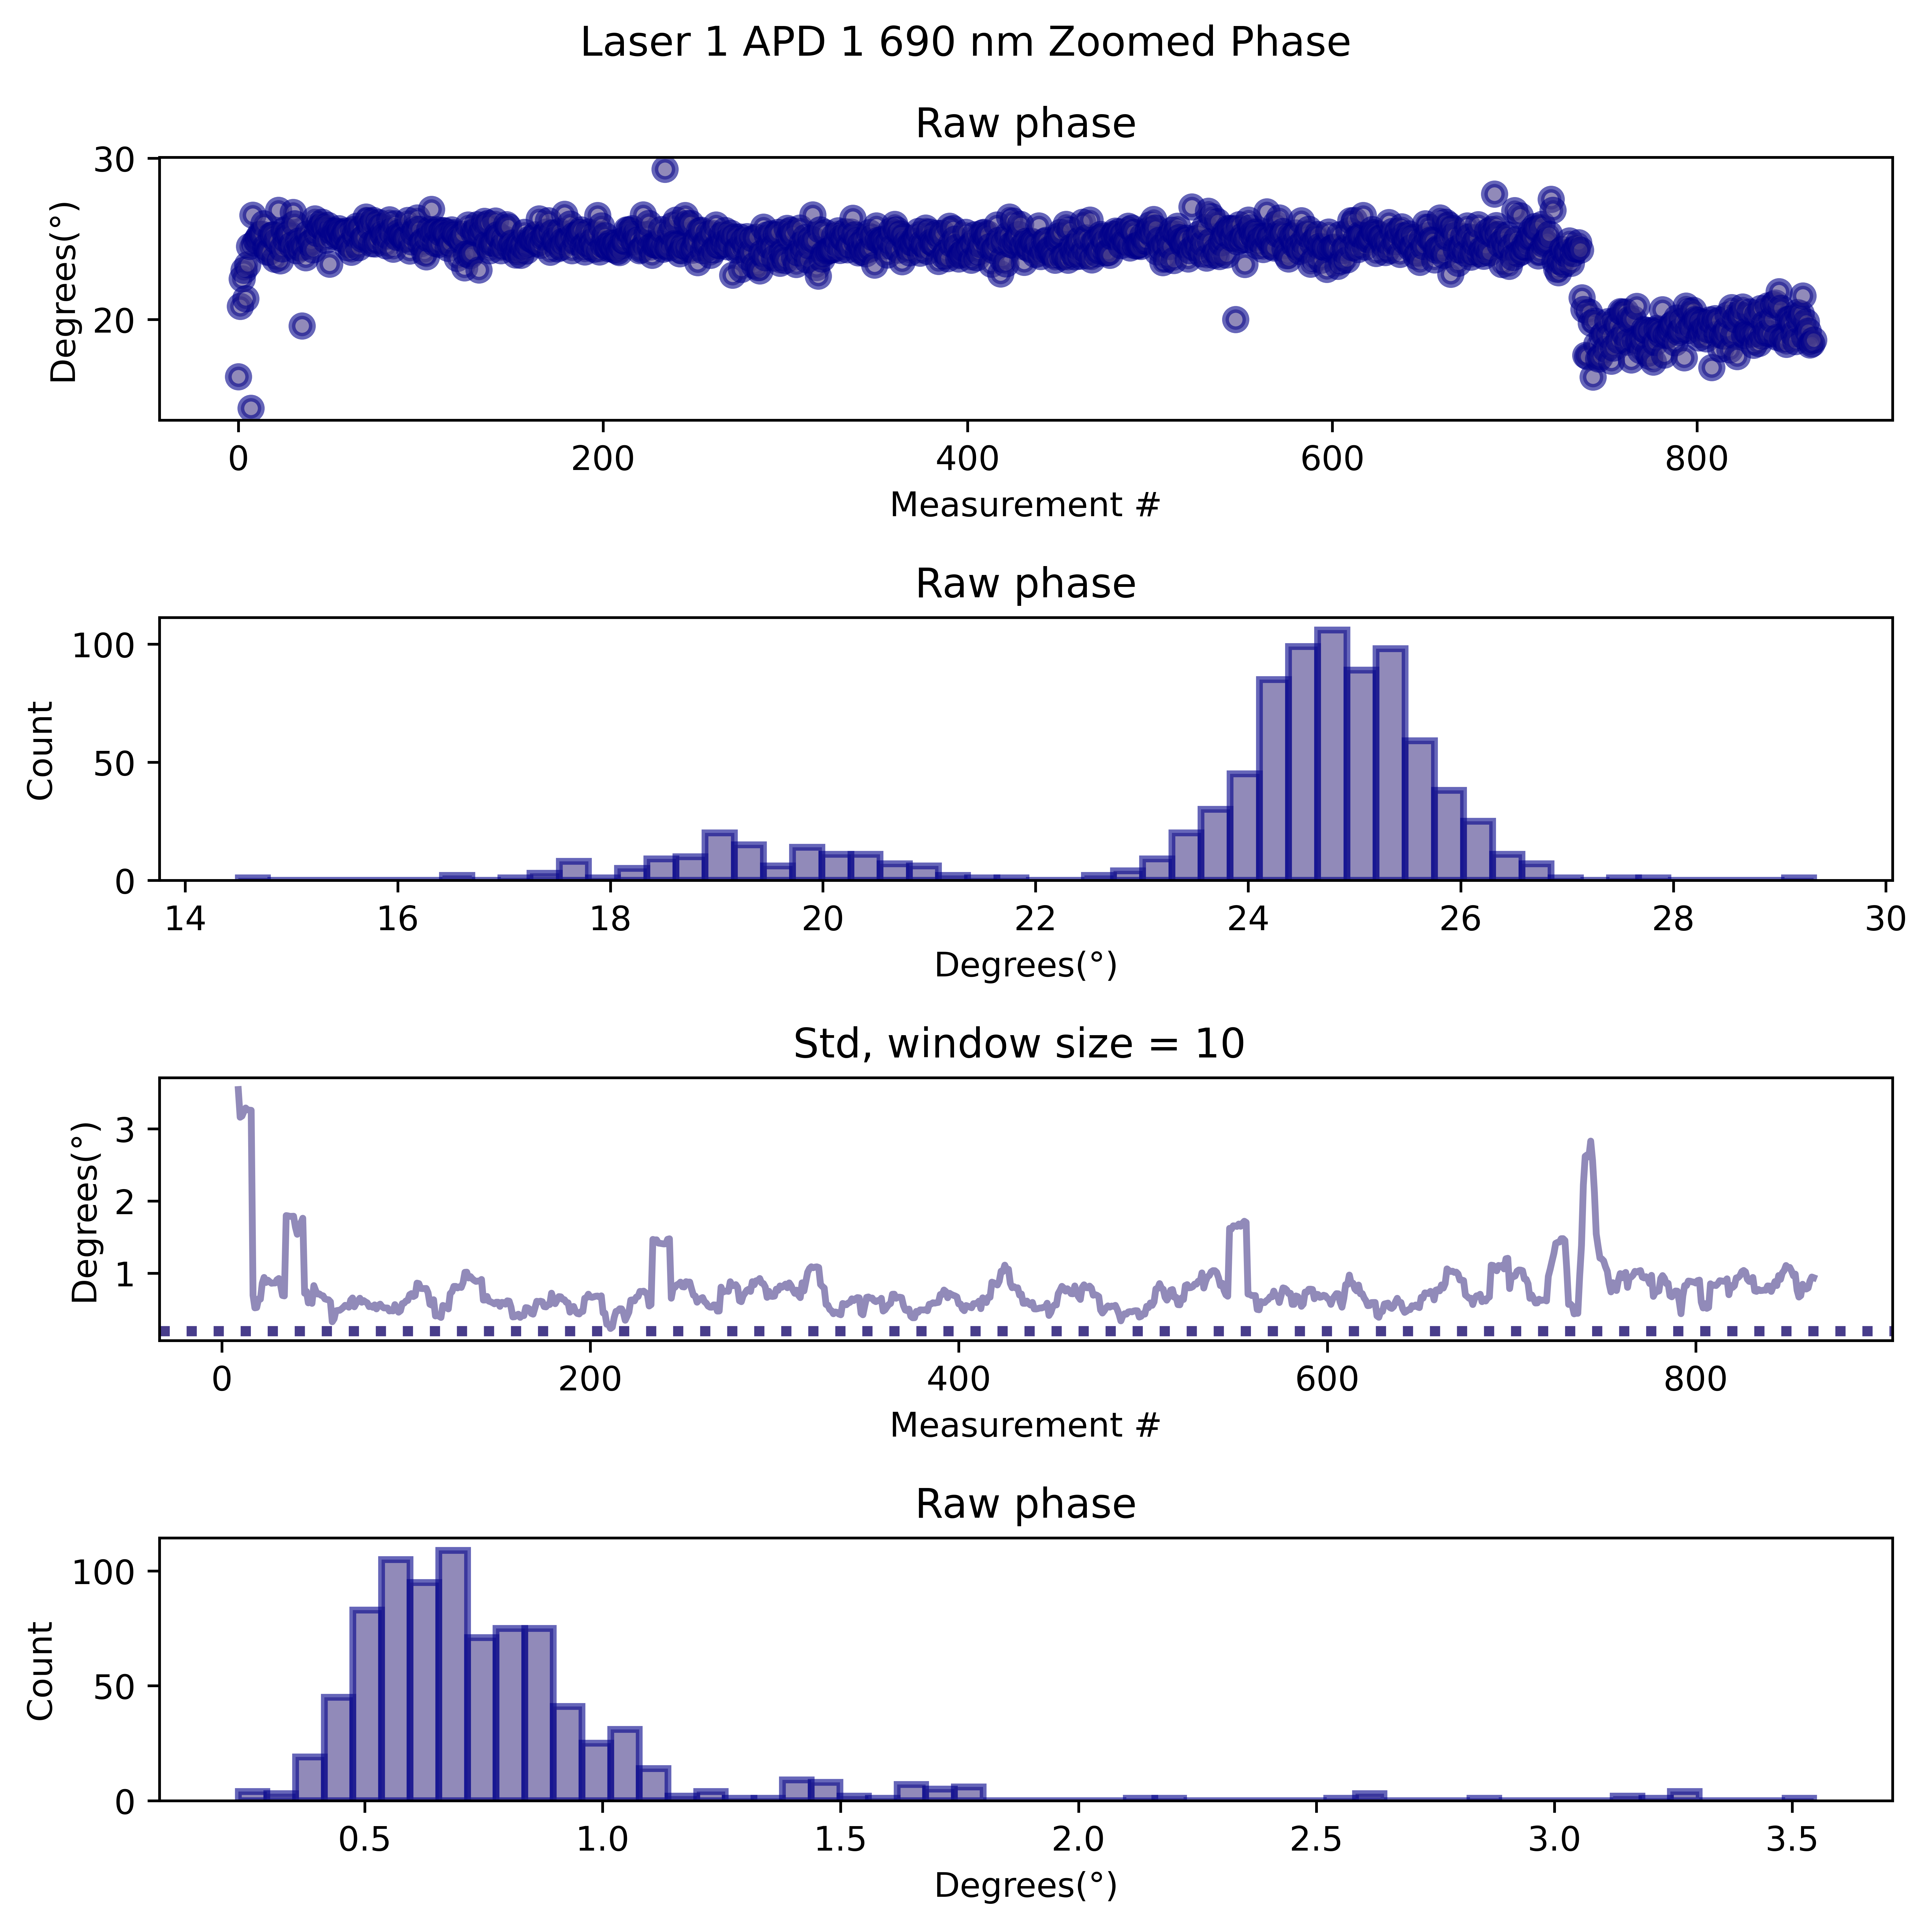 Laser 1 APD 1 690 nm Zoomed Phase
Raw phase
30
20
Degrees(°)
0 200 400 600 800
Measurement #
Raw phase
100
50
0
Count
14 16 18 20 22 24 26 28 30
Degrees(°)
Std, window size = 10
3
2
1
Degrees(°)
0 200 400 600 800
Measurement #
Raw phase
100
50
0
Count
0.5 1.0 1.5 2.0 2.5 3.0 3.5
Degrees(°)